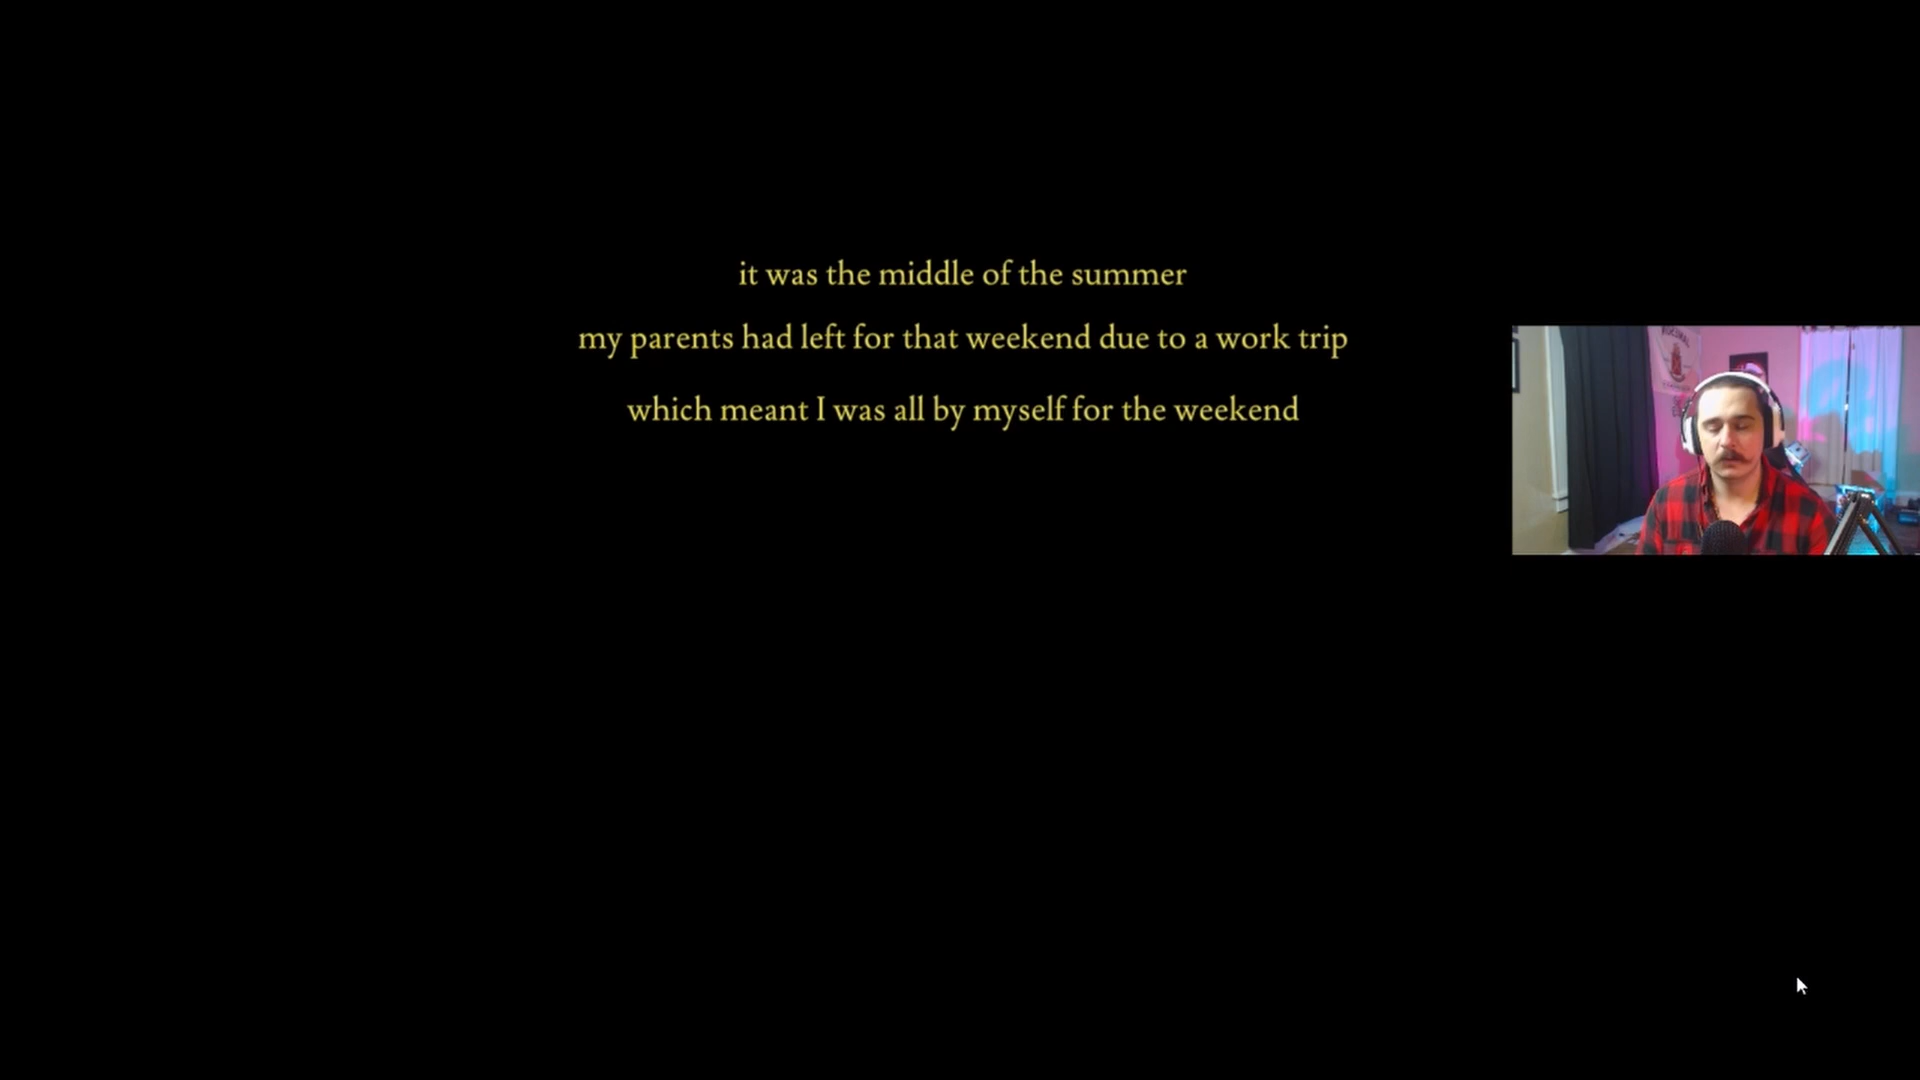 it was the middle of the summer
my parents had left for that weekend due to a work trip
which meant I was all by myself for the weekend